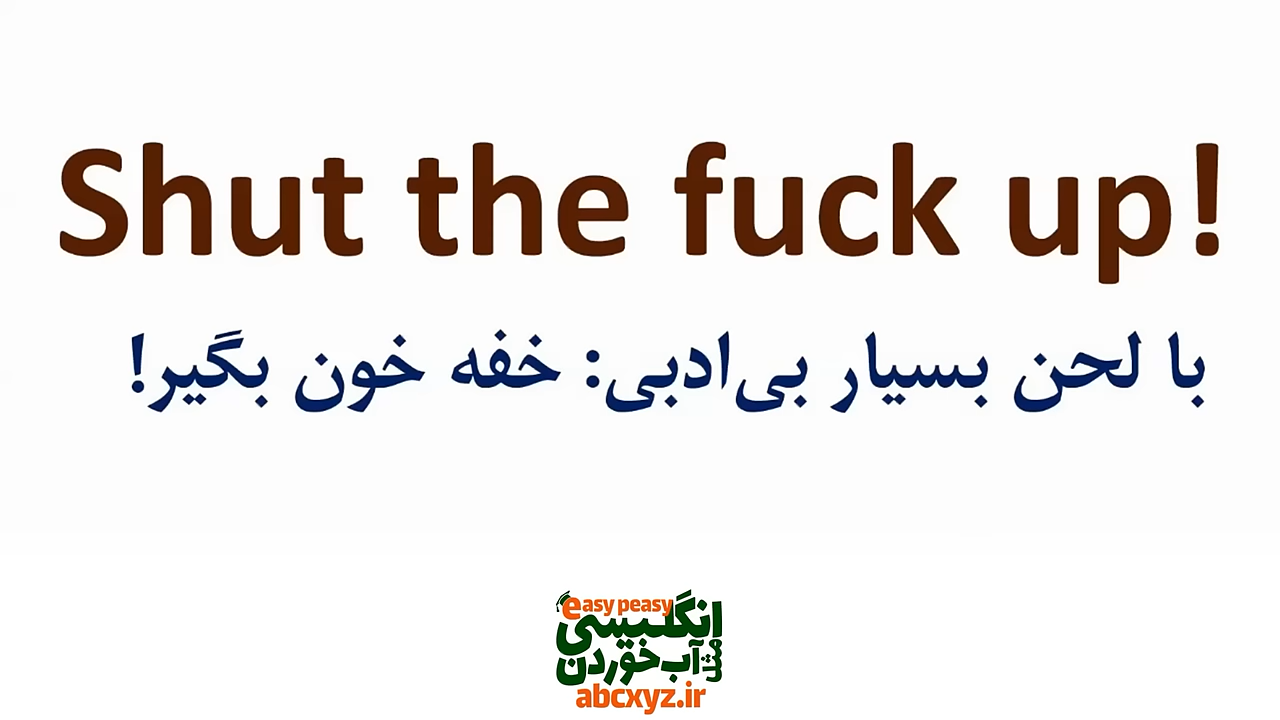 Shut the fuck up!
با لحن بسیار بی‌ادبی: خفه خون بگیر!
easy peasy
انگلیسی
مثل آب خوردن
abcxyz.ir